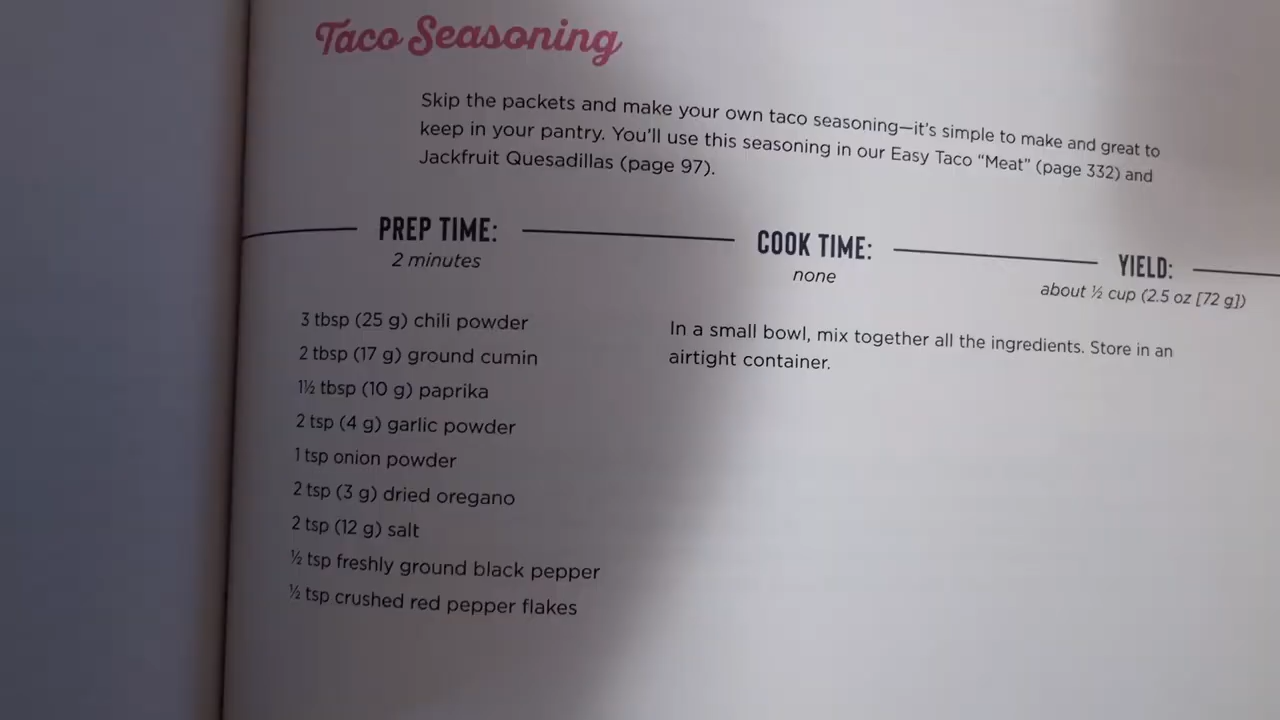 Taco Seasoning
Skip the packets and make your own taco seasoning—it's simple to make and great to
keep in your pantry. You'll use this seasoning in our Easy Taco "Meat" (page 332) and
Jackfruit Quesadillas (page 97).
PREP TIME:
2 minutes
COOK TIME:
none
YIELD:
about ½ cup (2.5 oz [72 g])
3 tbsp (25 g) chili powder
2 tbsp (17 g) ground cumin
1½ tbsp (10 g) paprika
2 tsp (4 g) garlic powder
1 tsp onion powder
2 tsp (3 g) dried oregano
2 tsp (12 g) salt
½ tsp freshly ground black pepper
½ tsp crushed red pepper flakes
In a small bowl, mix together all the ingredients. Store in an
airtight container.